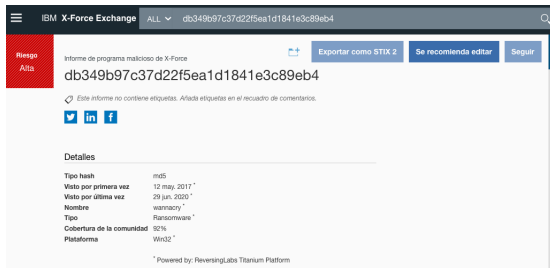 IBM X-Force Exchange ALL db349b97c37d22f5ea1d1841e3c89eb4
Riesgo
Alta
Informe de programa malicioso de X-Force
Exportar como STIX 2
Se recomienda editar
Seguir
db349b97c37d22f5ea1d1841e3c89eb4
Este informe no contiene etiquetas. Añada etiquetas en el recuadro de comentarios.
Detalles
Tipo hash md5
Visto por primera vez 12 may. 2017 *
Visto por última vez 29 jun. 2020 *
Nombre wannacry *
Tipo Ransomware *
Cobertura de la comunidad 92%
Plataforma Win32 *
* Powered by: ReversingLabs Titanium Platform